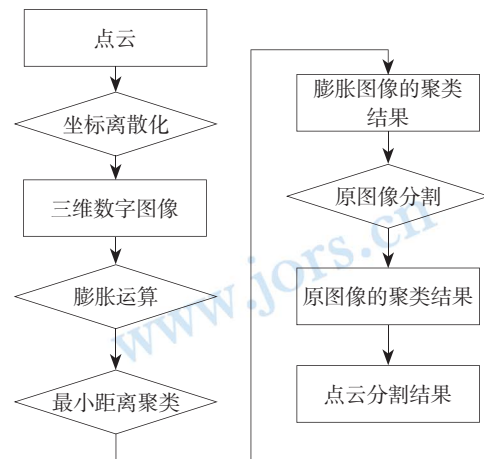 点云
坐标离散化
三维数字图像
膨胀运算
最小距离聚类
膨胀图像的聚类
结果
原图像分割
原图像的聚类结果
点云分割结果
www.jors.cn